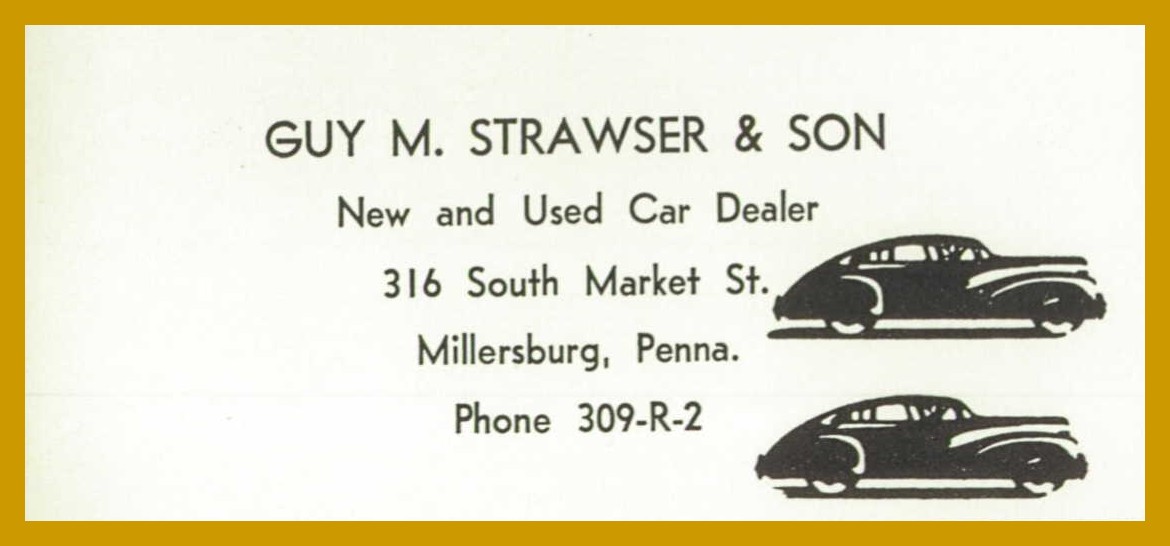 GUY M. STRAWSER & SON
New and Used Car Dealer
316 South Market St.
Millersburg, Penna.
Phone 309-R-2